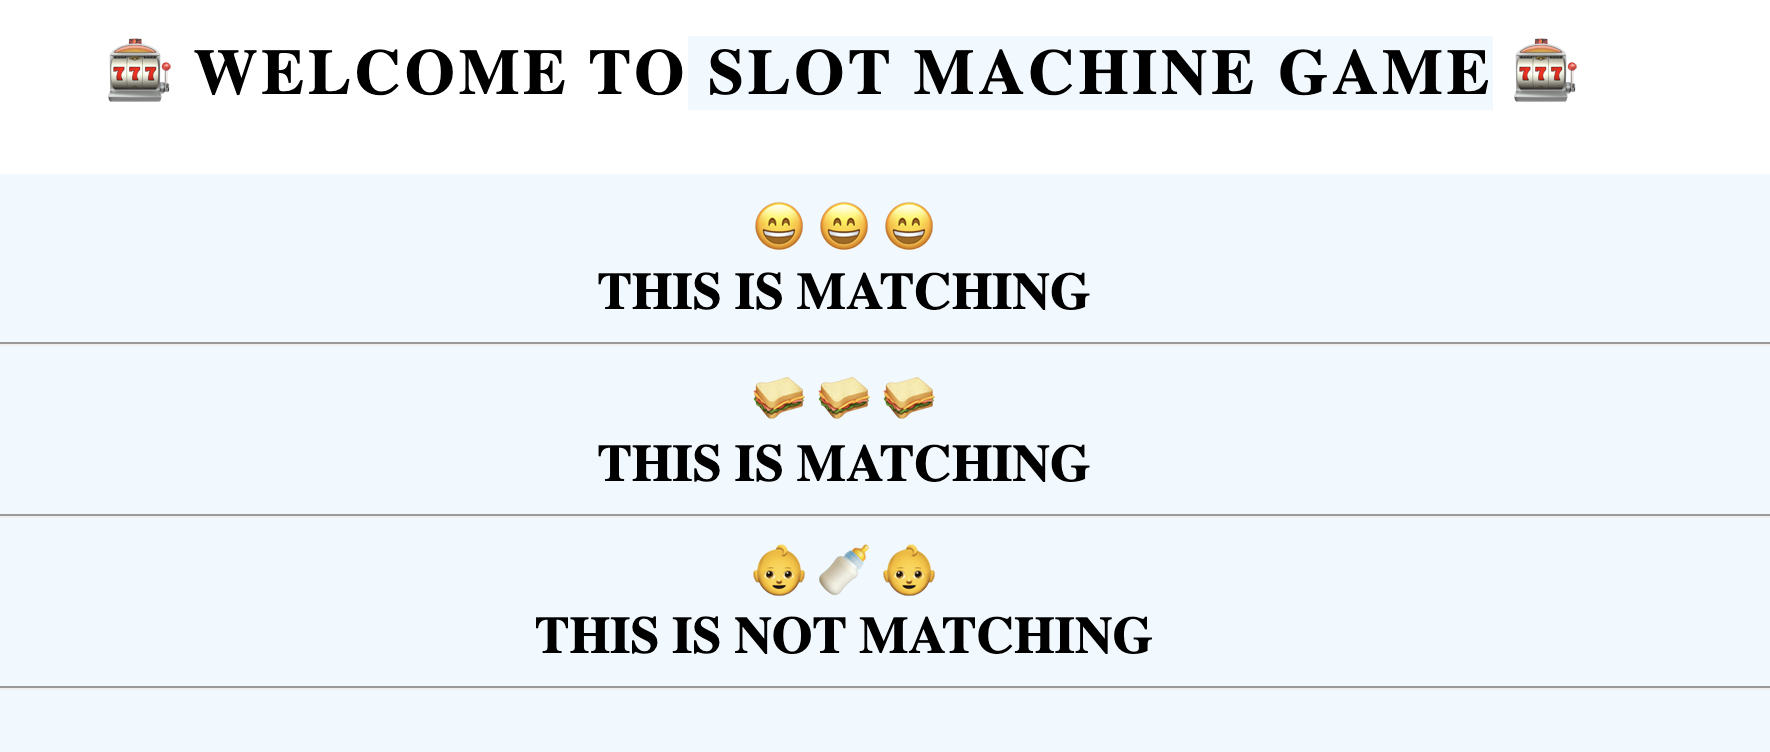 🎰 WELCOME TO SLOT MACHINE GAME 🎰
😄 😄 😄
THIS IS MATCHING
🥪 🥪 🥪
THIS IS MATCHING
👶 🍼 👶
THIS IS NOT MATCHING